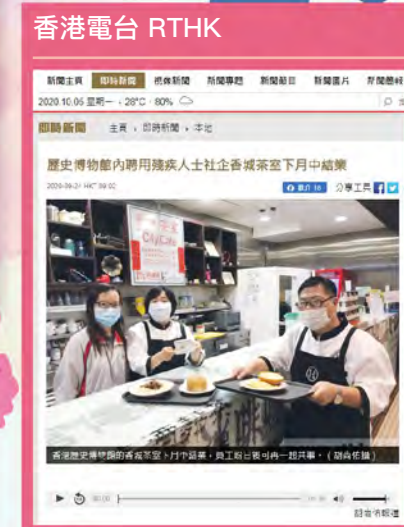 香港電台 RTHK
新聞主頁 即時新聞 視像新聞 新聞專題 新聞節目 新聞圖片
2020.10.05 星期一 28°C 80%
即時新聞 主頁 即時新聞 本地
歷史博物館內聘用殘疾人士社企香城茶室下月中結業
HKT
分享工具
City Cafe
香港歷史博物館的香城茶室下月中結業,員工盼日後可再一起共事。
00:00